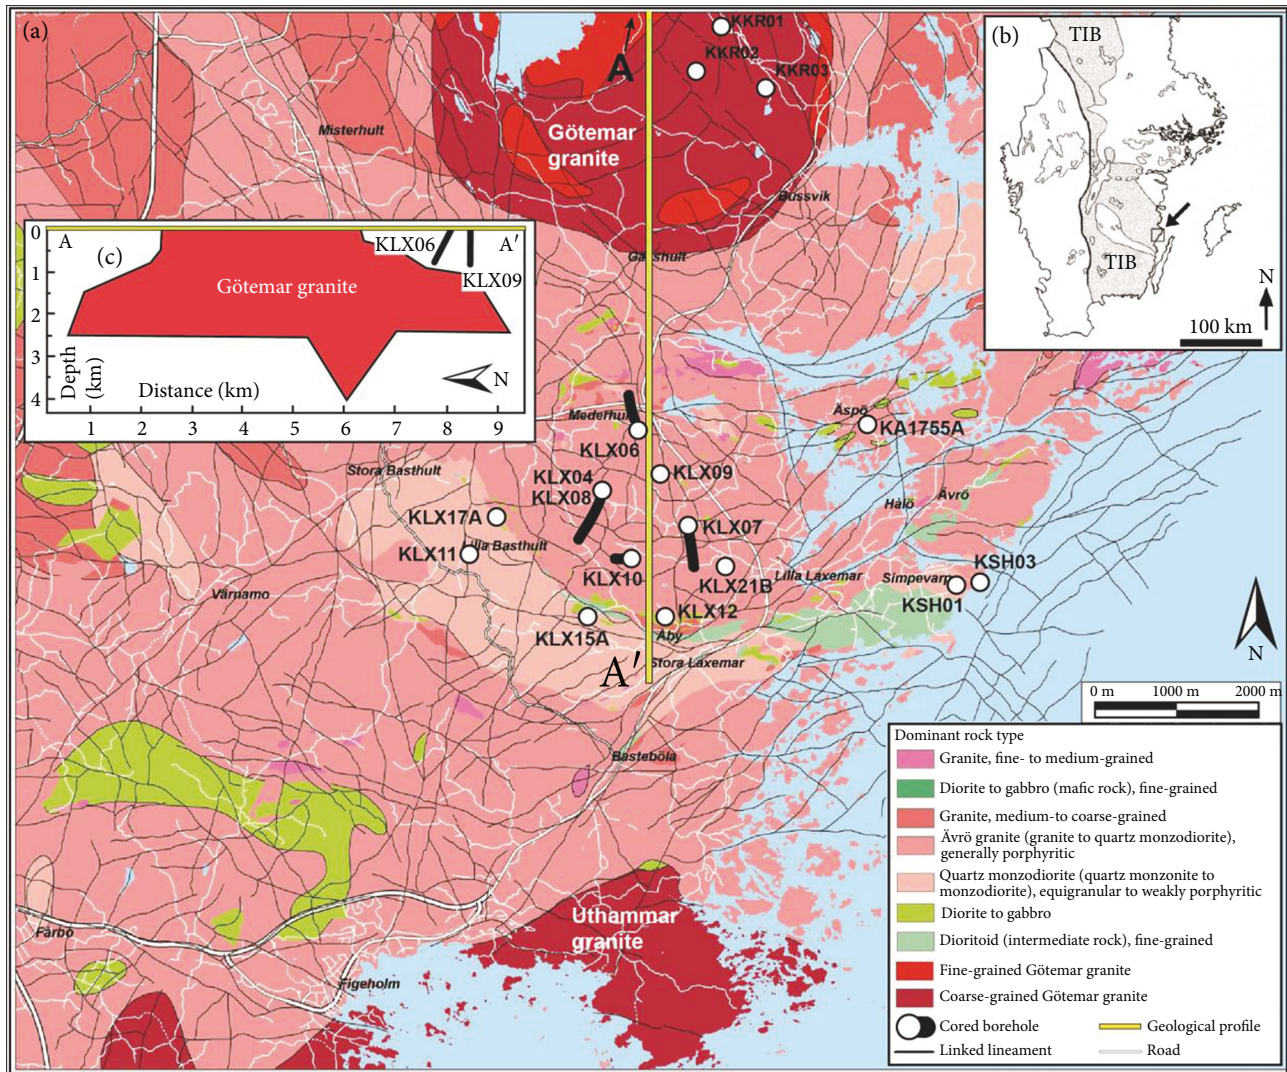 (a)
A
KKR01
KKR02
KKR03
Misterhult
Götemar
granite
Bussvik
Gässhult
(b)
TIB
TIB
N
100 km
0
A
KLX06
A′
(c)
KLX09
1
Götemar granite
2
3
4
Depth
(km)
Distance (km)
N
1
2
3
4
5
6
7
8
9
Mederhult
KLX06
Äspö
KA1755A
Stora Basthult
KLX04
KLX08
KLX09
Ävrö
Hålö
KLX17A
KLX07
KLX11
Lilla Basthult
KLX10
KLX21B
Lilla Laxemar
Simpevarp
KSH03
KSH01
Värnamo
KLX15A
KLX12
Åby
A′
Stora Laxemar
N
0 m
1000 m
2000 m
Basteböla
Uthammar
granite
Fårbo
Figeholm
Dominant rock type
Granite, fine- to medium-grained
Diorite to gabbro (mafic rock), fine-grained
Granite, medium-to coarse-grained
Ävrö granite (granite to quartz monzodiorite),
generally porphyritic
Quartz monzodiorite (quartz monzonite to
monzodiorite), equigranular to weakly porphyritic
Diorite to gabbro
Dioritoid (intermediate rock), fine-grained
Fine-grained Götemar granite
Coarse-grained Götemar granite
Cored borehole
Geological profile
Linked lineament
Road